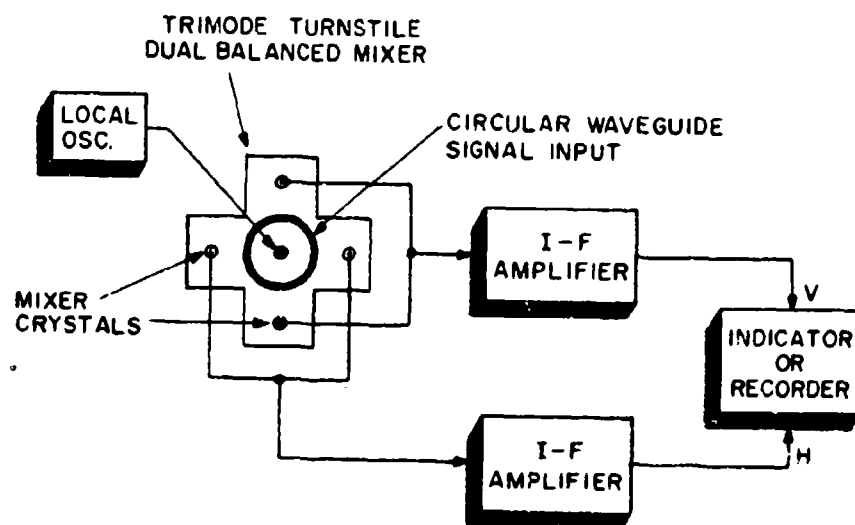 TRIMODE TURNSTILE
DUAL BALANCED MIXER
LOCAL
OSC.
CIRCULAR WAVEGUIDE
SIGNAL INPUT
I-F
AMPLIFIER
MIXER
CRYSTALS
V
INDICATOR
OR
RECORDER
H
I-F
AMPLIFIER